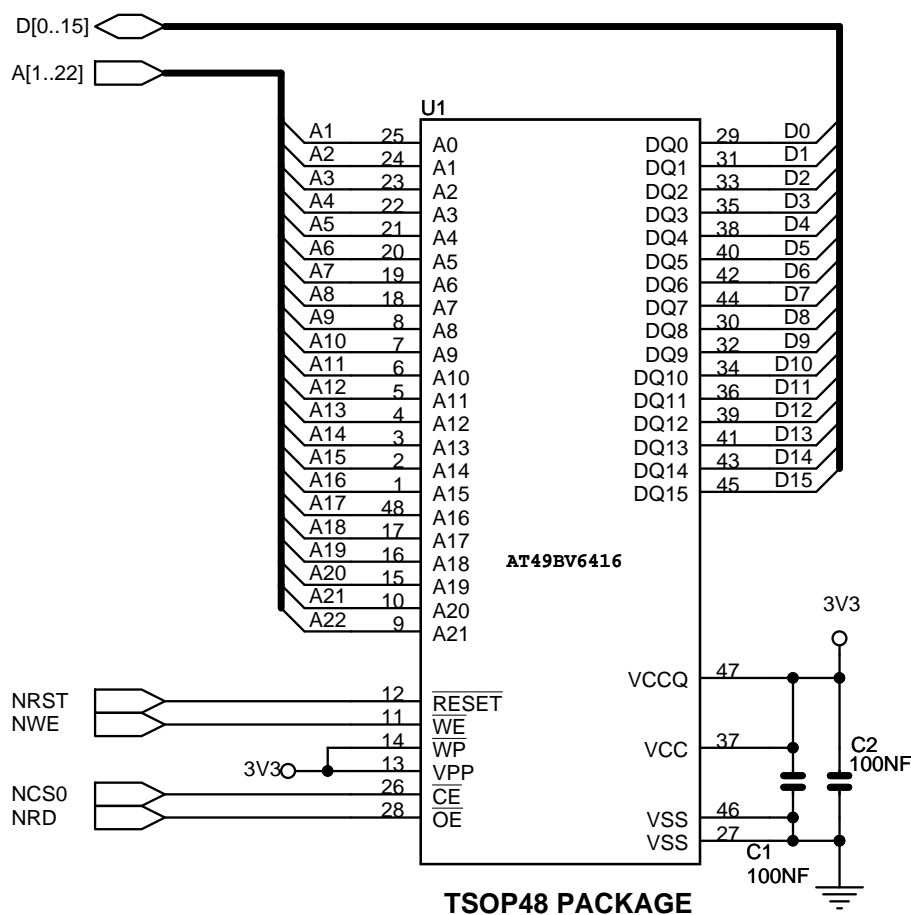 D[0..15]
A[1..22]
U1
A1 25 A0 DQ0 29 D0
A2 24 A1 DQ1 31 D1
A3 23 A2 DQ2 33 D2
A4 22 A3 DQ3 35 D3
A5 21 A4 DQ4 38 D4
A6 20 A5 DQ5 40 D5
A7 19 A6 DQ6 42 D6
A8 18 A7 DQ7 44 D7
A9 8 A8 DQ8 30 D8
A10 7 A9 DQ9 32 D9
A11 6 A10 DQ10 34 D10
A12 5 A11 DQ11 36 D11
A13 4 A12 DQ12 39 D12
A14 3 A13 DQ13 41 D13
A15 2 A14 DQ14 43 D14
A16 1 A15 DQ15 45 D15
A17 48 A16
A18 17 A17
A19 16 A18
A20 15 A19
A21 10 A20
A22 9 A21
AT49BV6416
3V3
VCCQ 47
NRST 12 RESET
NWE 11 WE
14 WP VCC 37
3V3 13 VPP
C2
100NF
NCS0 26 CE
NRD 28 OE VSS 46
VSS 27
C1
100NF
TSOP48 PACKAGE